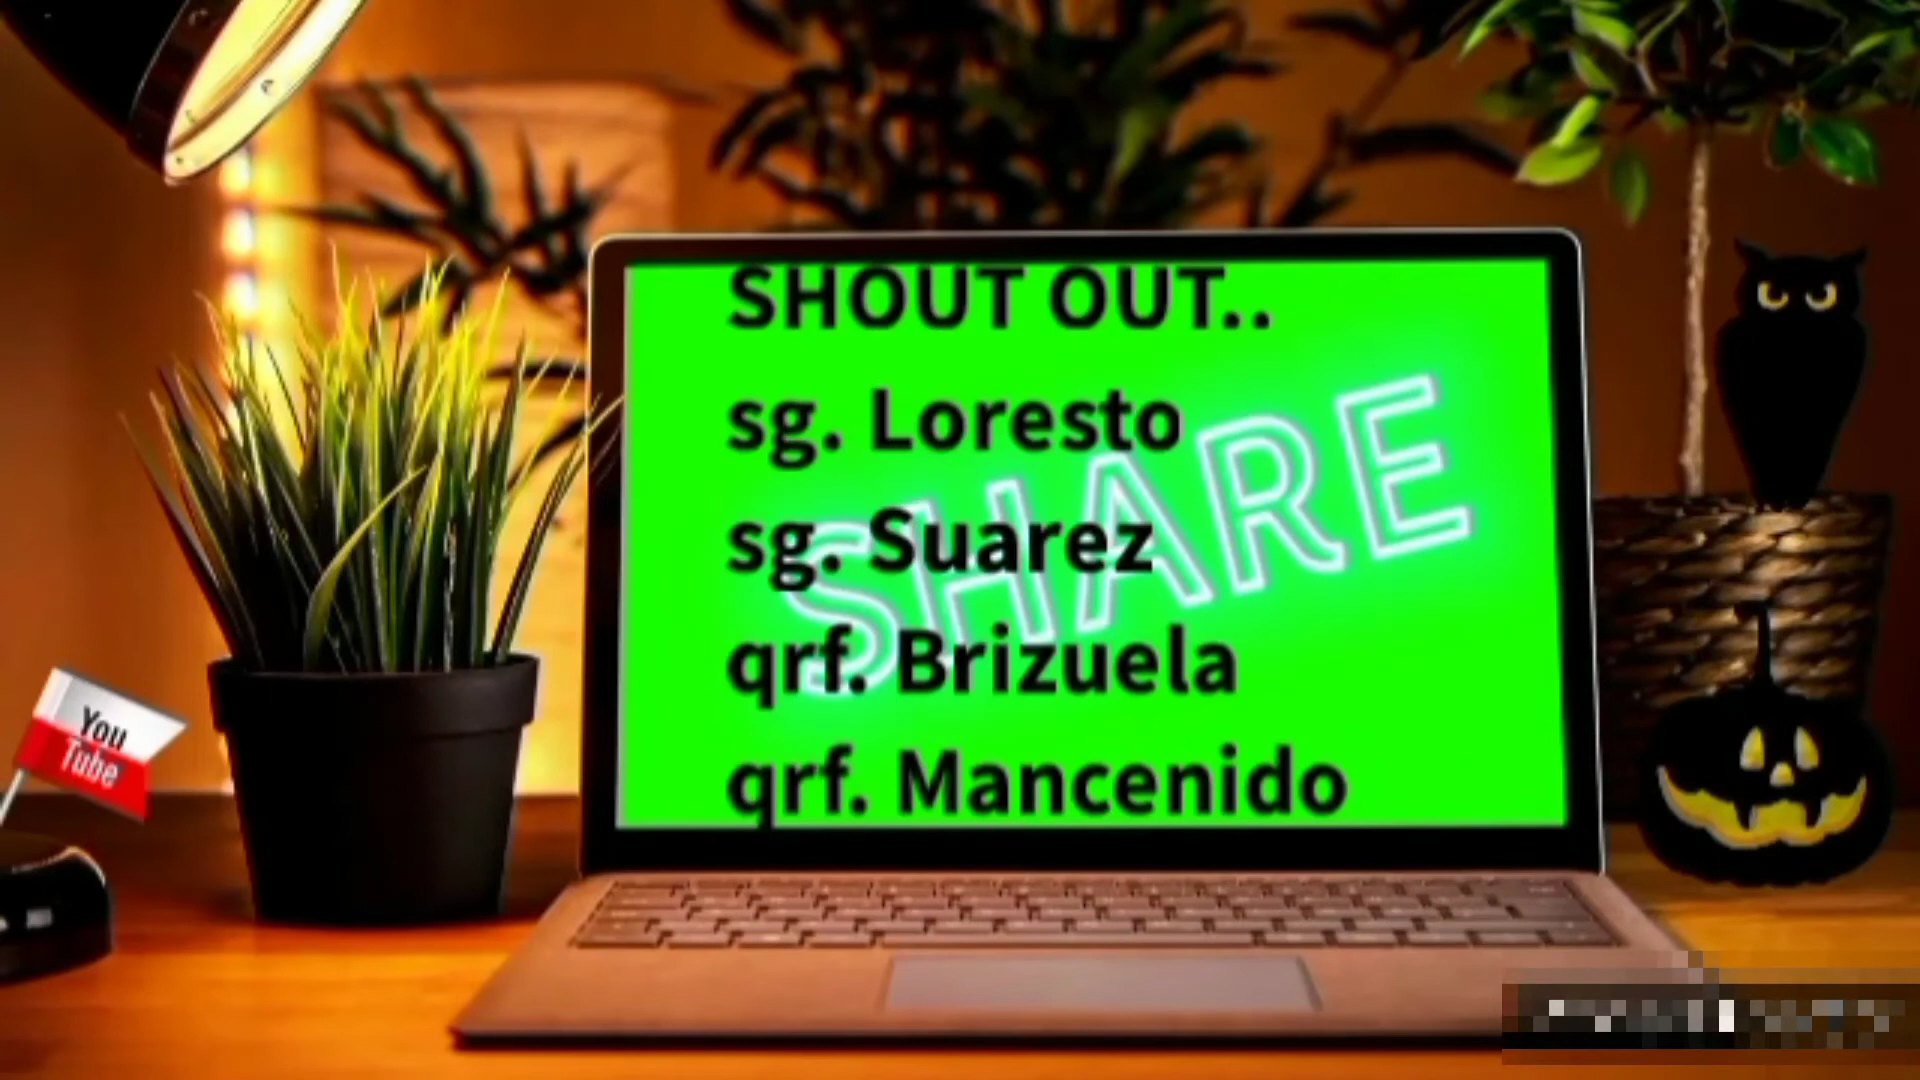 SHOUT OUT..
sg. Loresto
sg. Suarez
qrf. Brizuela
qrf. Mancenido
SHARE
You
Tube